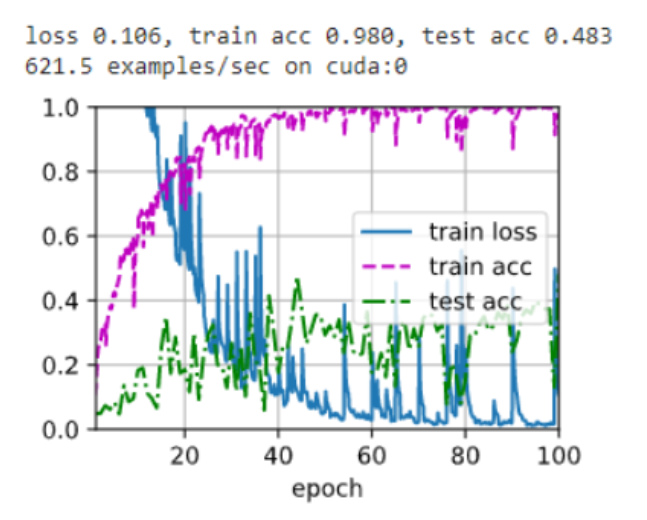 loss 0.106, train acc 0.980, test acc 0.483
621.5 examples/sec on cuda:0
1.0
0.8
0.6
0.4
0.2
0.0
train loss
train acc
test acc
20 40 60 80 100
epoch